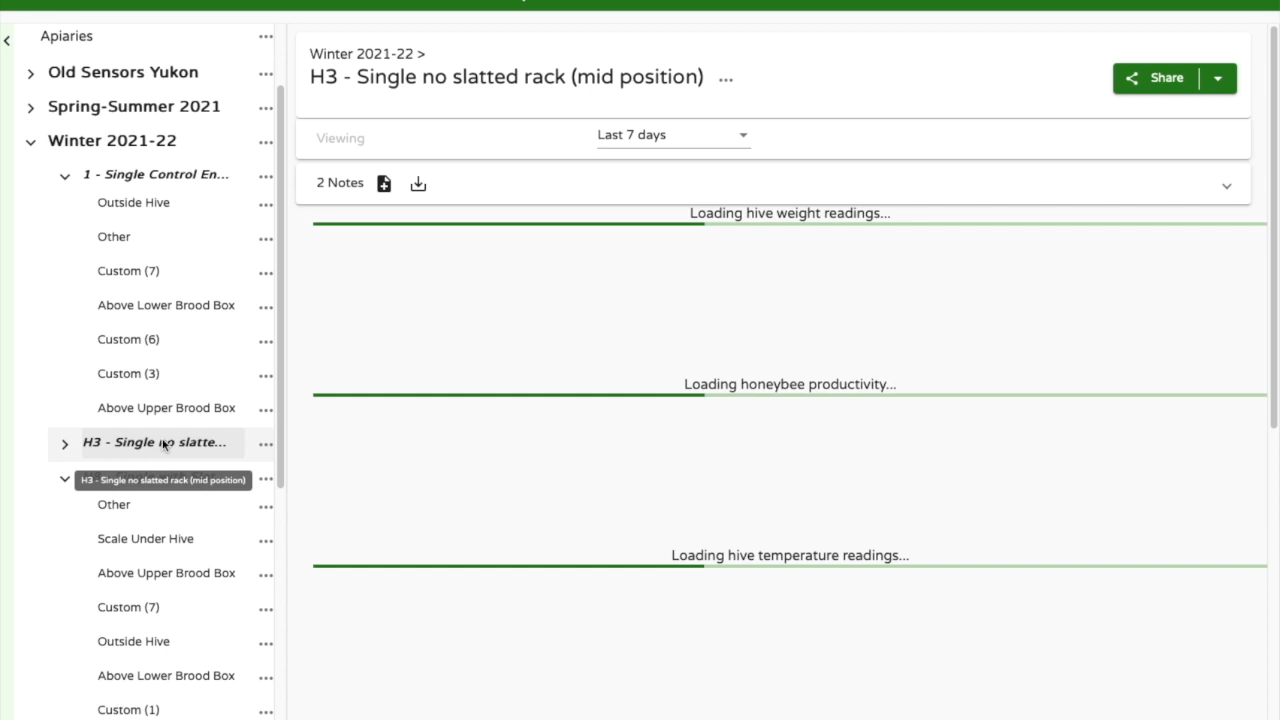 Apiaries
Old Sensors Yukon
Spring-Summer 2021
Winter 2021-22
1 - Single Control En...
Outside Hive
Other
Custom (7)
Above Lower Brood Box
Custom (6)
Custom (3)
Above Upper Brood Box
H3 - Single no slatte...
H3 - Single no slatted rack (mid position)
Other
Scale Under Hive
Above Upper Brood Box
Custom (7)
Outside Hive
Above Lower Brood Box
Custom (1)
Winter 2021-22 >
H3 - Single no slatted rack (mid position)
Share
Viewing
Last 7 days
2 Notes
Loading hive weight readings...
Loading honeybee productivity...
Loading hive temperature readings...